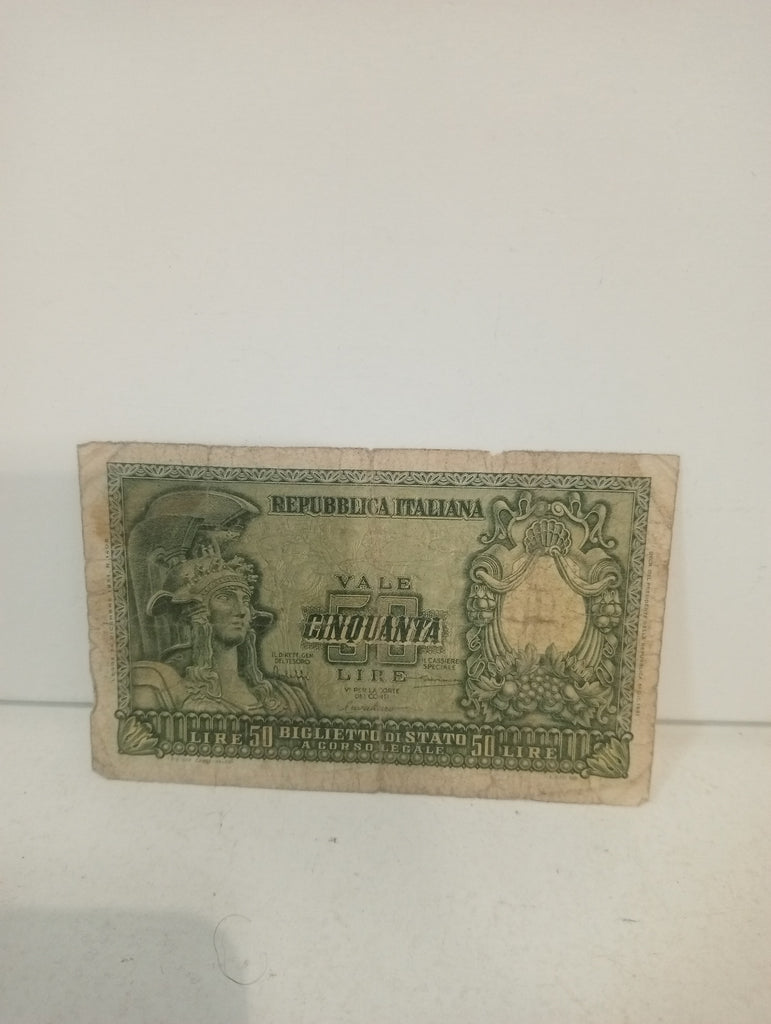 REPUBBLICA ITALIANA
VALE
50
CINQUANTA
LIRE
IL DIRETT. GEN.
DEL TESORO
IL CASSIERE
SPECIALE
Vº PER LA CORTE
DEI CONTI
LIRE 50 BIGLIETTO DI STATO 50 LIRE
A CORSO LEGALE